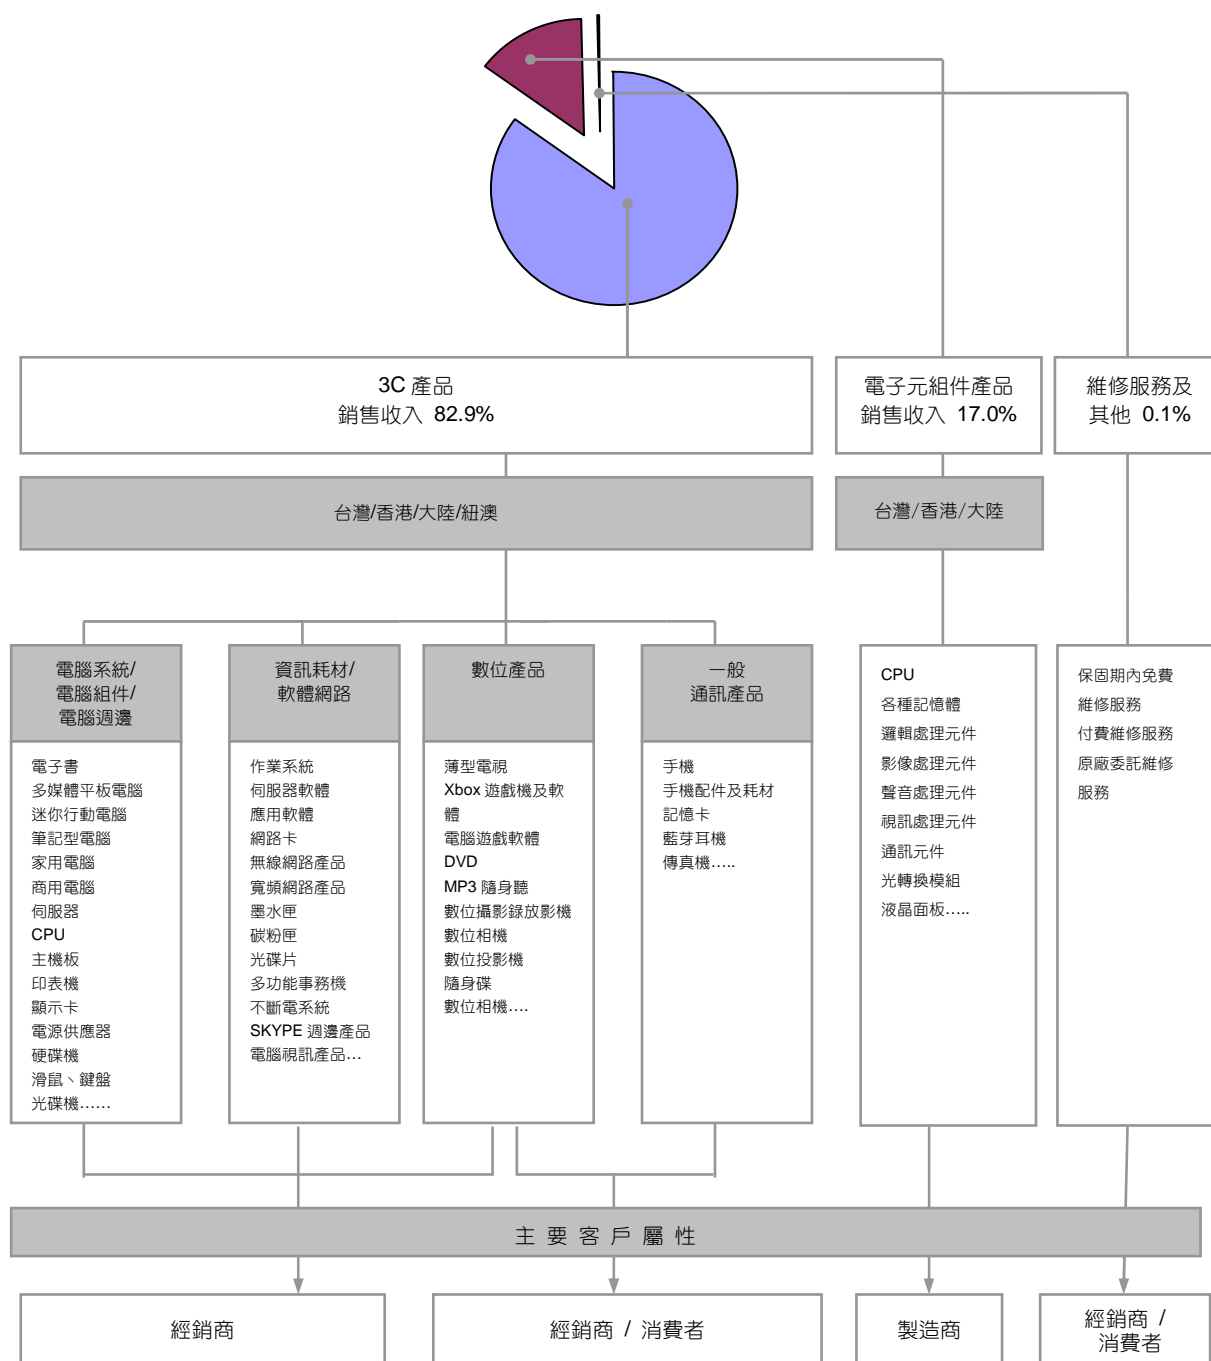 3C 產品
銷售收入 82.9%
電子元組件產品
銷售收入 17.0%
維修服務及
其他 0.1%
台灣/香港/大陸/紐澳
台灣/香港/大陸
電腦系統/
電腦組件/
電腦週邊
電子書
多媒體平板電腦
迷你行動電腦
筆記型電腦
家用電腦
商用電腦
伺服器
CPU
主機板
印表機
顯示卡
電源供應器
硬碟機
滑鼠、鍵盤
光碟機……
資訊耗材/
軟體網路
作業系統
伺服器軟體
應用軟體
網路卡
無線網路產品
寬頻網路產品
墨水匣
碳粉匣
光碟片
多功能事務機
不斷電系統
SKYPE 週邊產品
電腦視訊產品…
數位產品
薄型電視
Xbox 遊戲機及軟
體
電腦遊戲軟體
DVD
MP3 隨身聽
數位攝影錄放影機
數位相機
數位投影機
隨身碟
數位相機….
一般
通訊產品
手機
手機配件及耗材
記憶卡
藍芽耳機
傳真機…..
CPU
各種記憶體
邏輯處理元件
影像處理元件
聲音處理元件
視訊處理元件
通訊元件
光轉換模組
液晶面板…..
保固期內免費
維修服務
付費維修服務
原廠委託維修
服務
主 要 客 戶 屬 性
經銷商
經銷商 / 消費者
製造商
經銷商 /
消費者